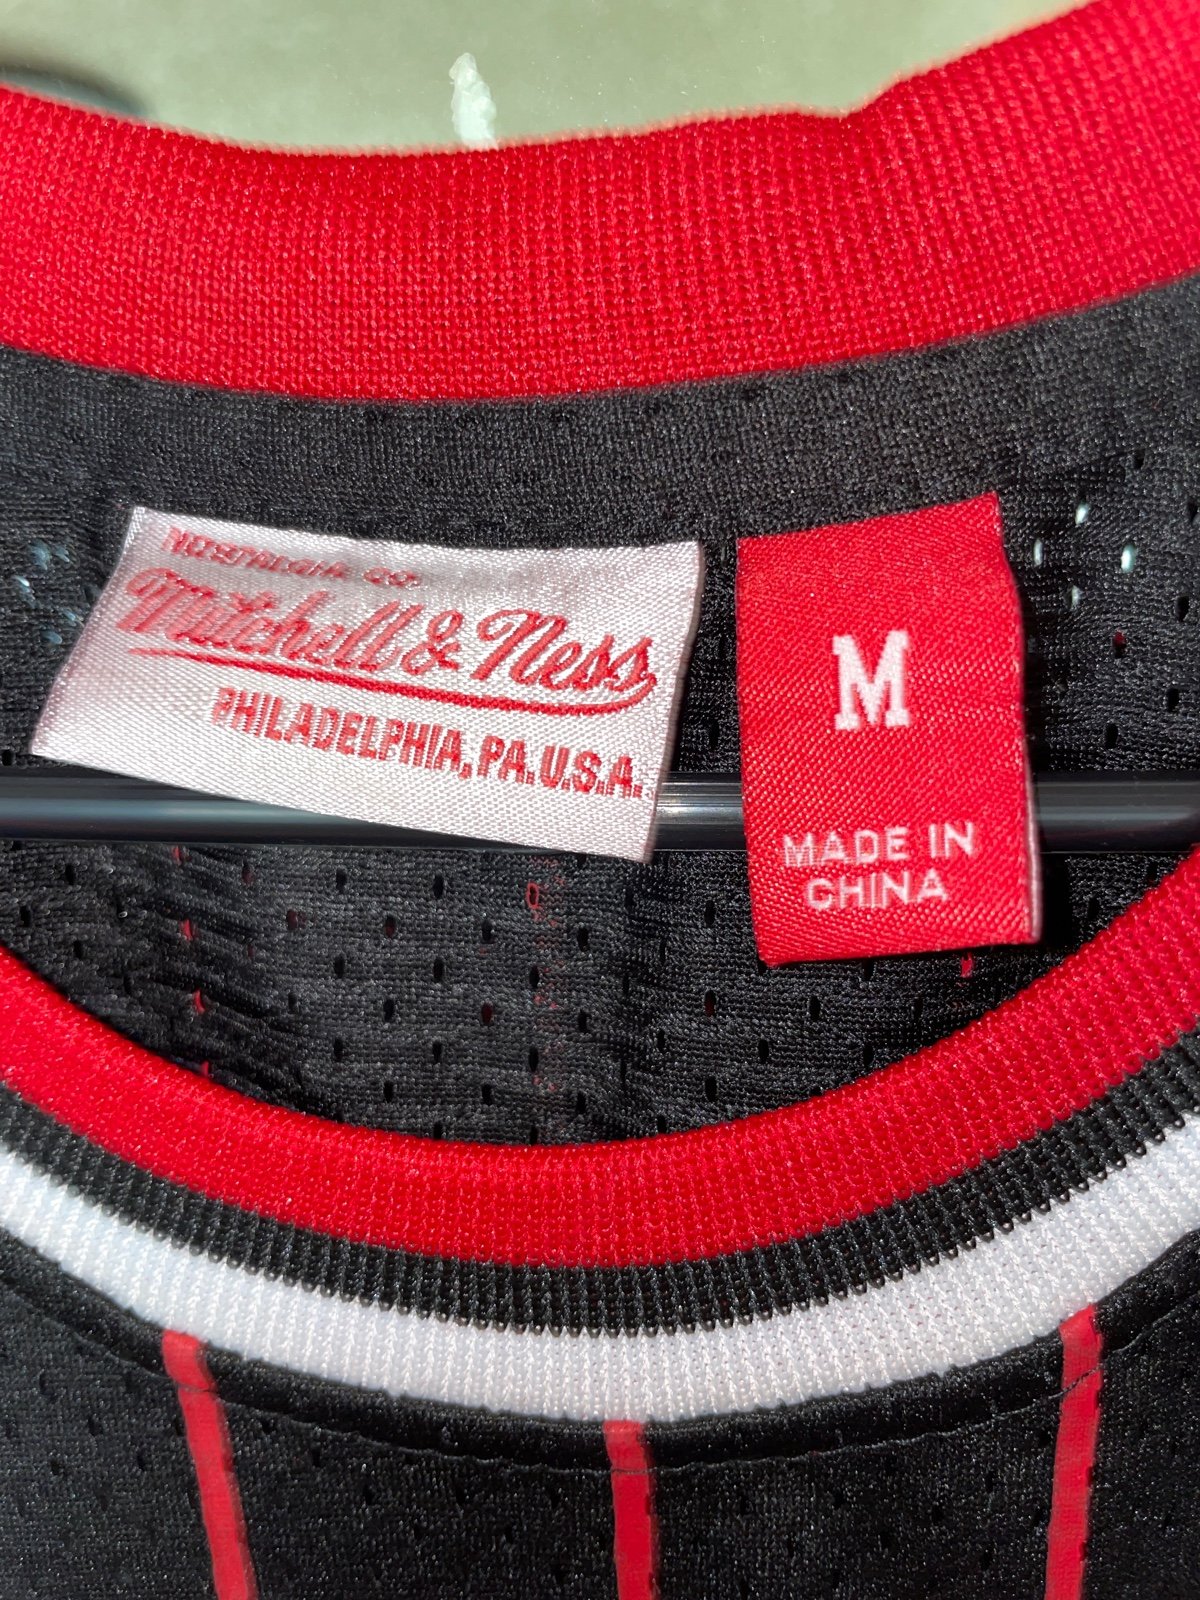 NOSTALGIA CO.
Mitchell & Ness
PHILADELPHIA, PA. U.S.A.
M
MADE IN
CHINA